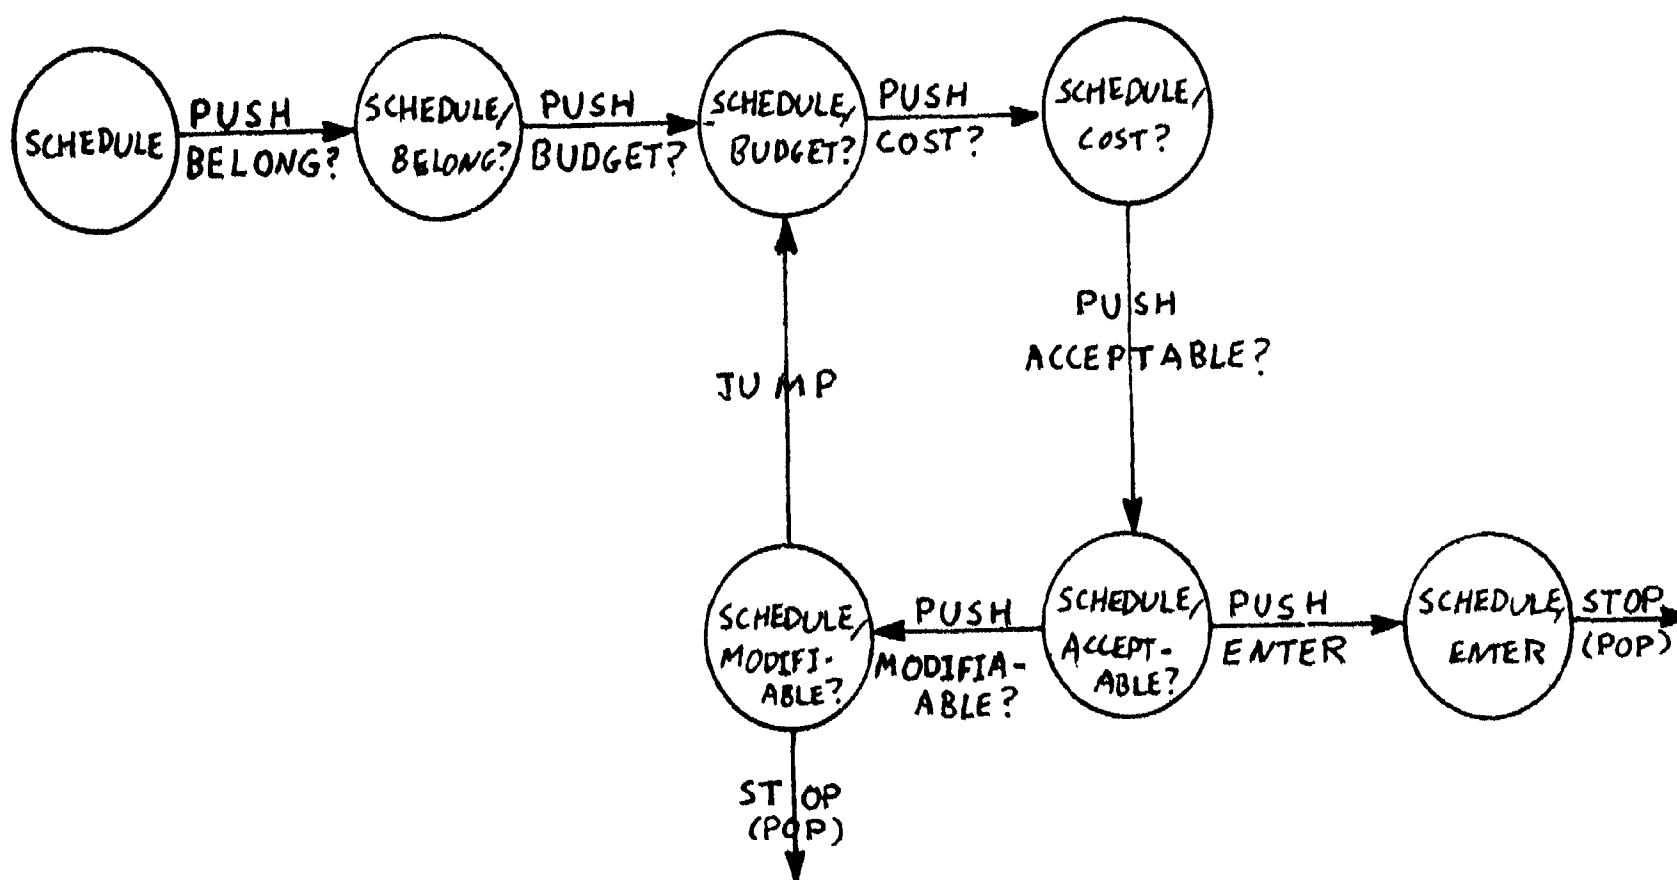 SCHEDULE
PUSH
BELONG?
SCHEDULE/
BELONG?
PUSH
BUDGET?
SCHEDULE/
BUDGET?
PUSH
COST?
SCHEDULE/
COST?
PUSH
ACCEPTABLE?
JUMP
SCHEDULE/
MODIFI-
ABLE?
PUSH
MODIFIA-
ABLE?
SCHEDULE/
ACCEPT-
ABLE?
PUSH
ENTER
SCHEDULE/
ENTER
STOP
(POP)
STOP
(POP)